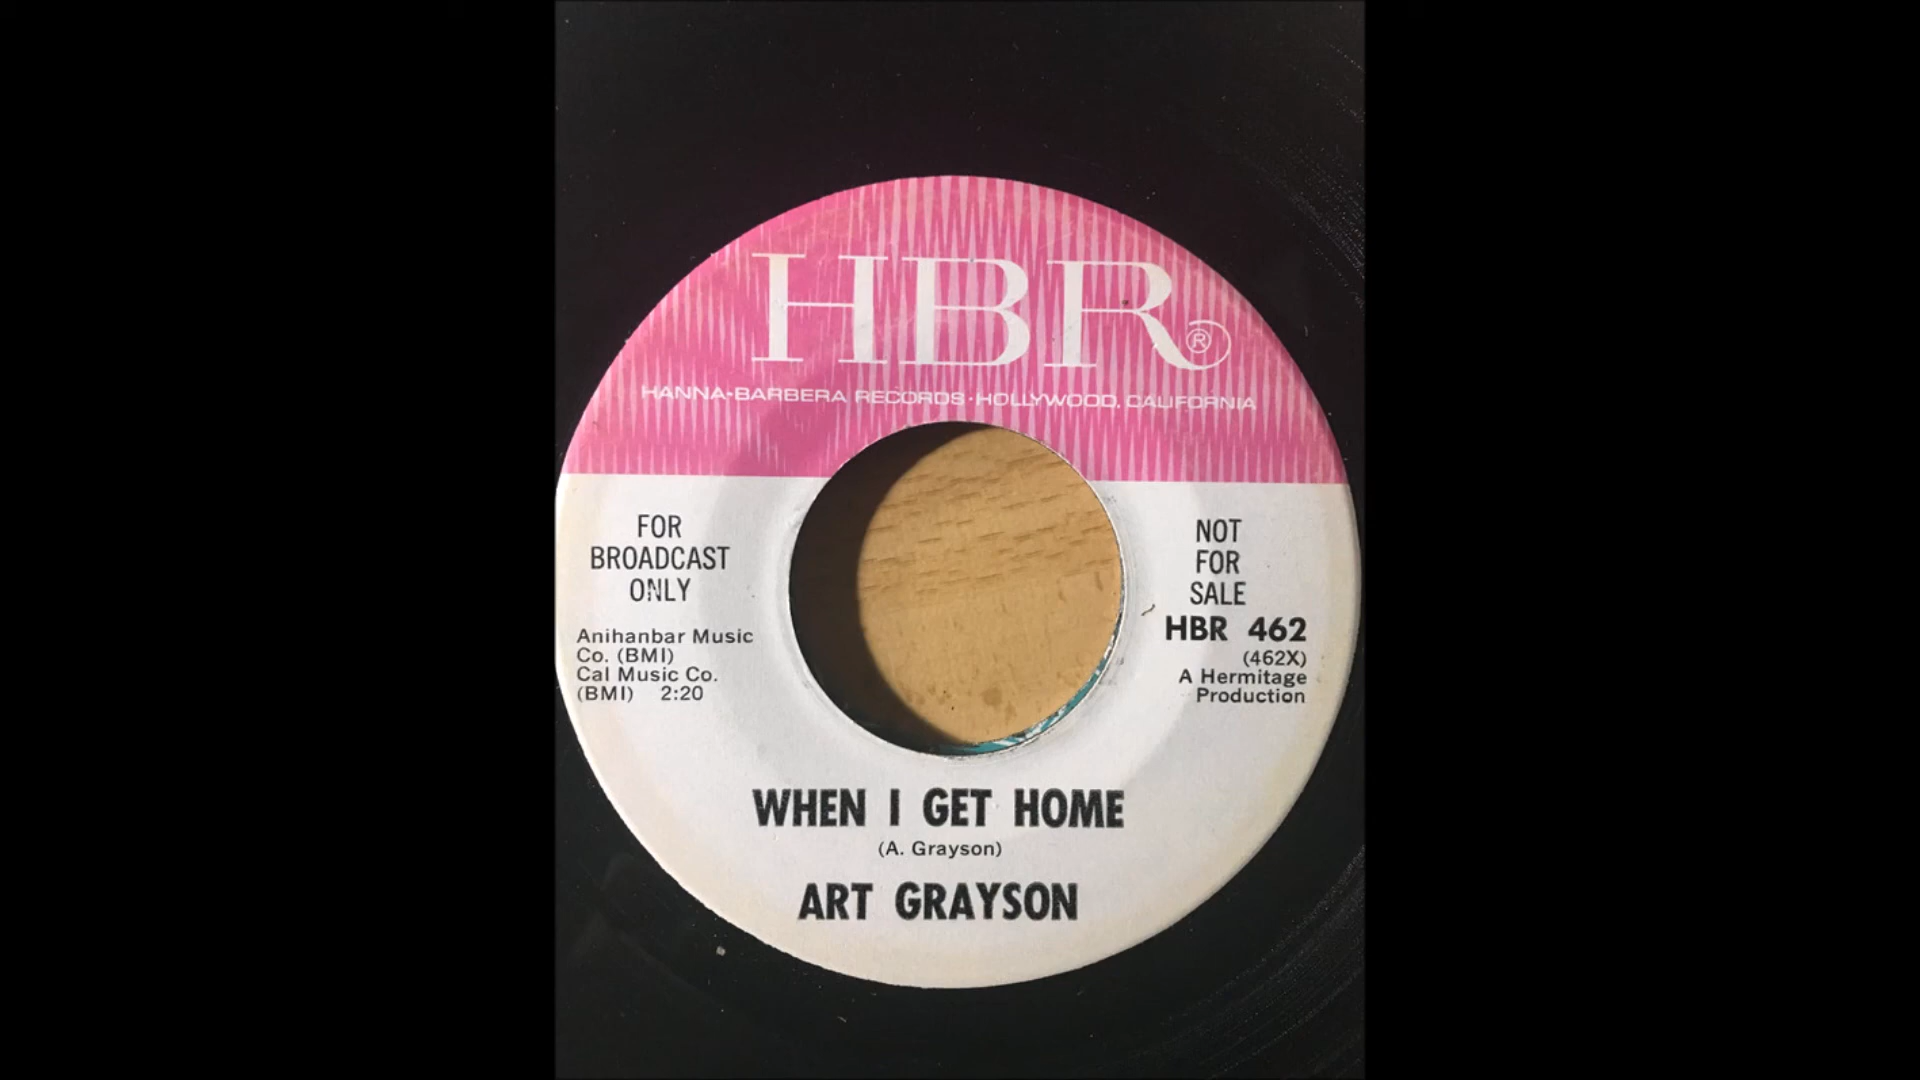 HBR®
HANNA-BARBERA RECORDS · HOLLYWOOD, CALIFORNIA
FOR
BROADCAST
ONLY
Anihanbar Music
Co. (BMI)
Cal Music Co.
(BMI) 2:20
NOT
FOR
SALE
HBR 462
(462X)
A Hermitage
Production
WHEN I GET HOME
(A. Grayson)
ART GRAYSON